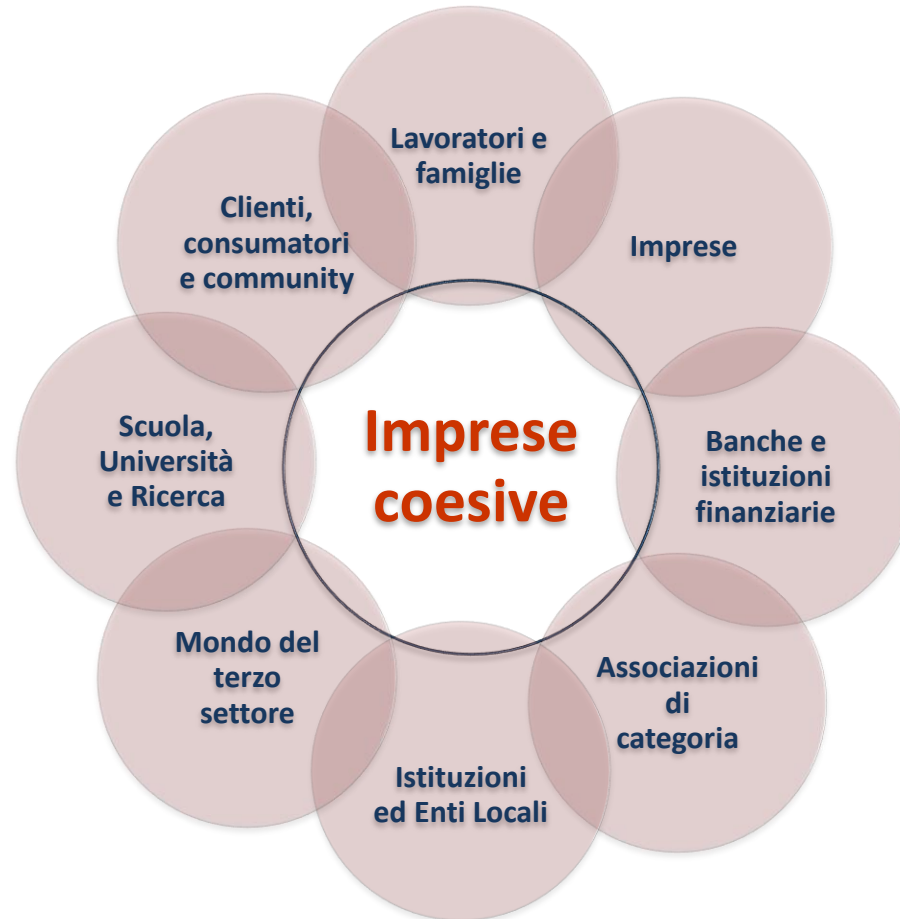 Lavoratori e
famiglie
Imprese
Banche e
istituzioni
finanziarie
Associazioni
di
categoria
Istituzioni
ed Enti Locali
Mondo del
terzo
settore
Scuola,
Università
e Ricerca
Clienti,
consumatori
e community
Imprese
coesive